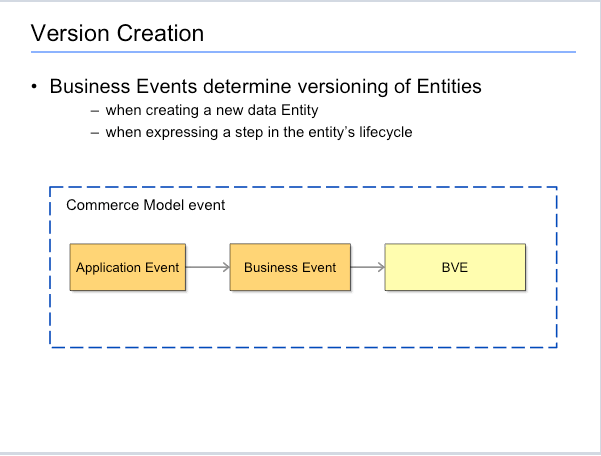 Version Creation
• Business Events determine versioning of Entities
– when creating a new data Entity
– when expressing a step in the entity's lifecycle
Commerce Model event
Application Event
Business Event
BVE